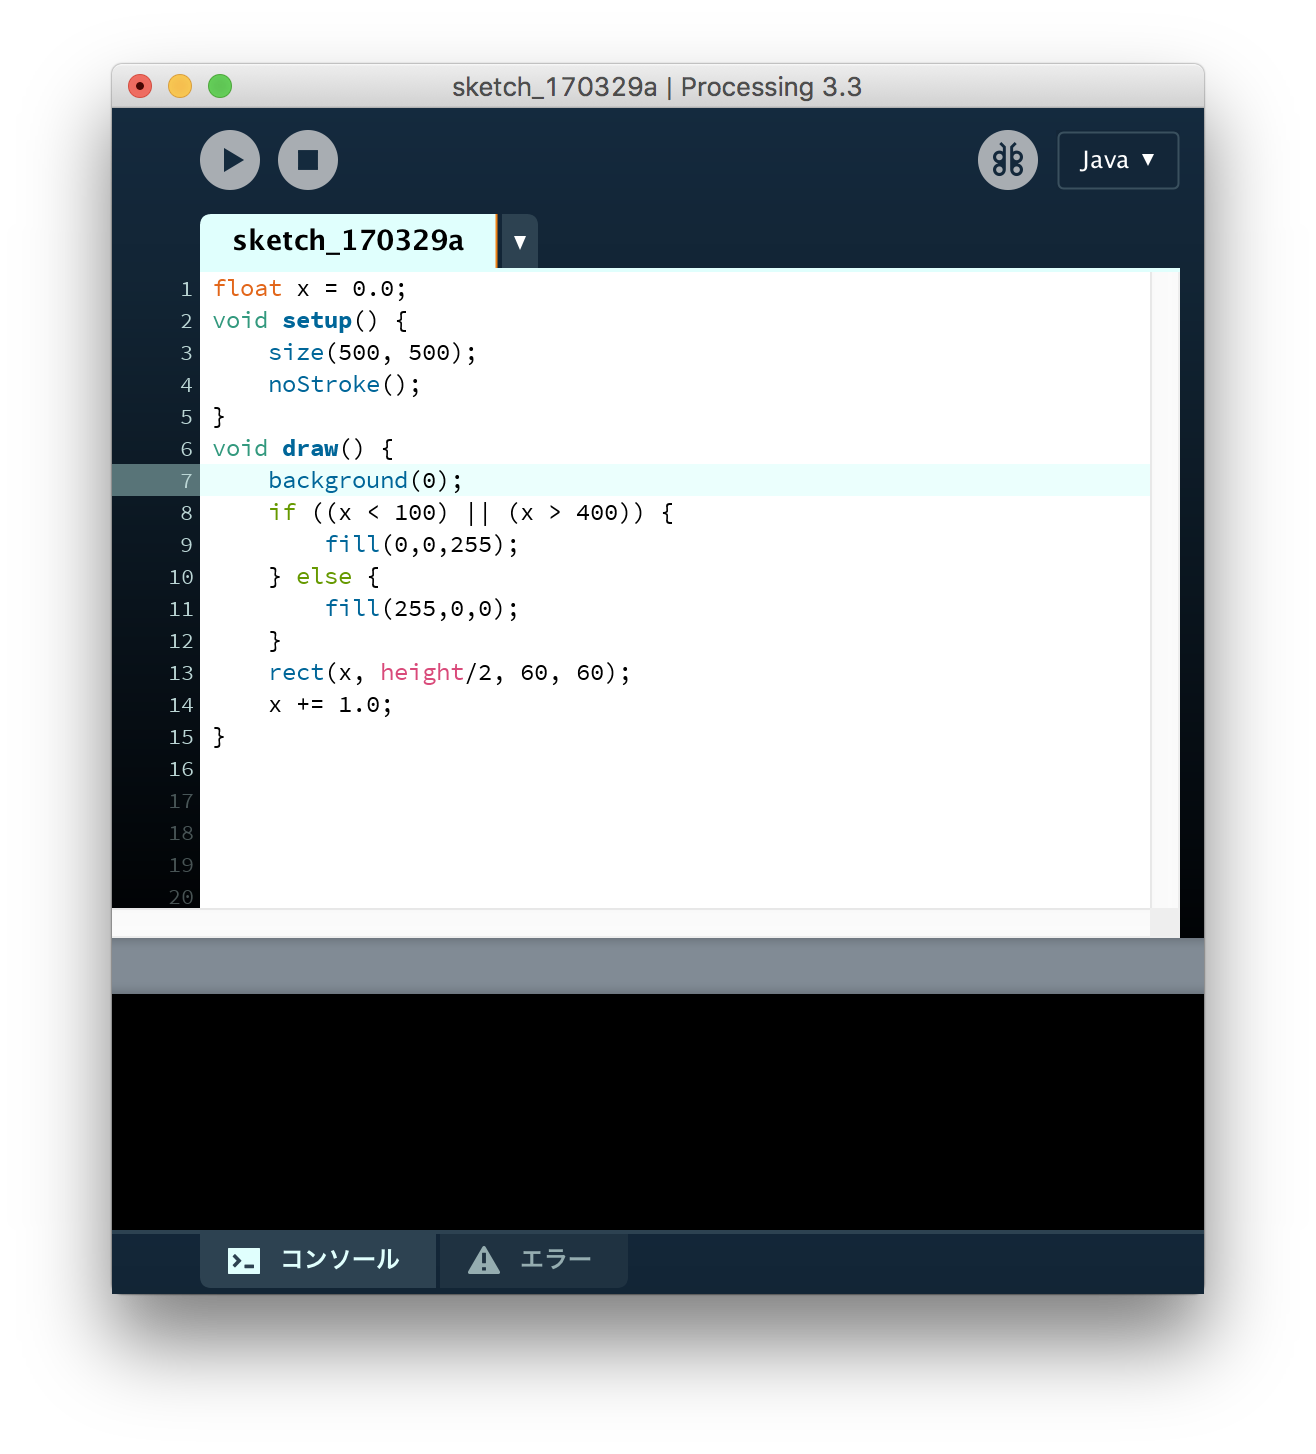 sketch_170329a | Processing 3.3
Java ▼
sketch_170329a ▼
1 float x = 0.0;
2 void setup() {
3     size(500, 500);
4     noStroke();
5 }
6 void draw() {
7     background(0);
8     if ((x < 100) || (x > 400)) {
9         fill(0,0,255);
10     } else {
11         fill(255,0,0);
12     }
13     rect(x, height/2, 60, 60);
14     x += 1.0;
15 }
16
17
18
19
20
コンソール エラー